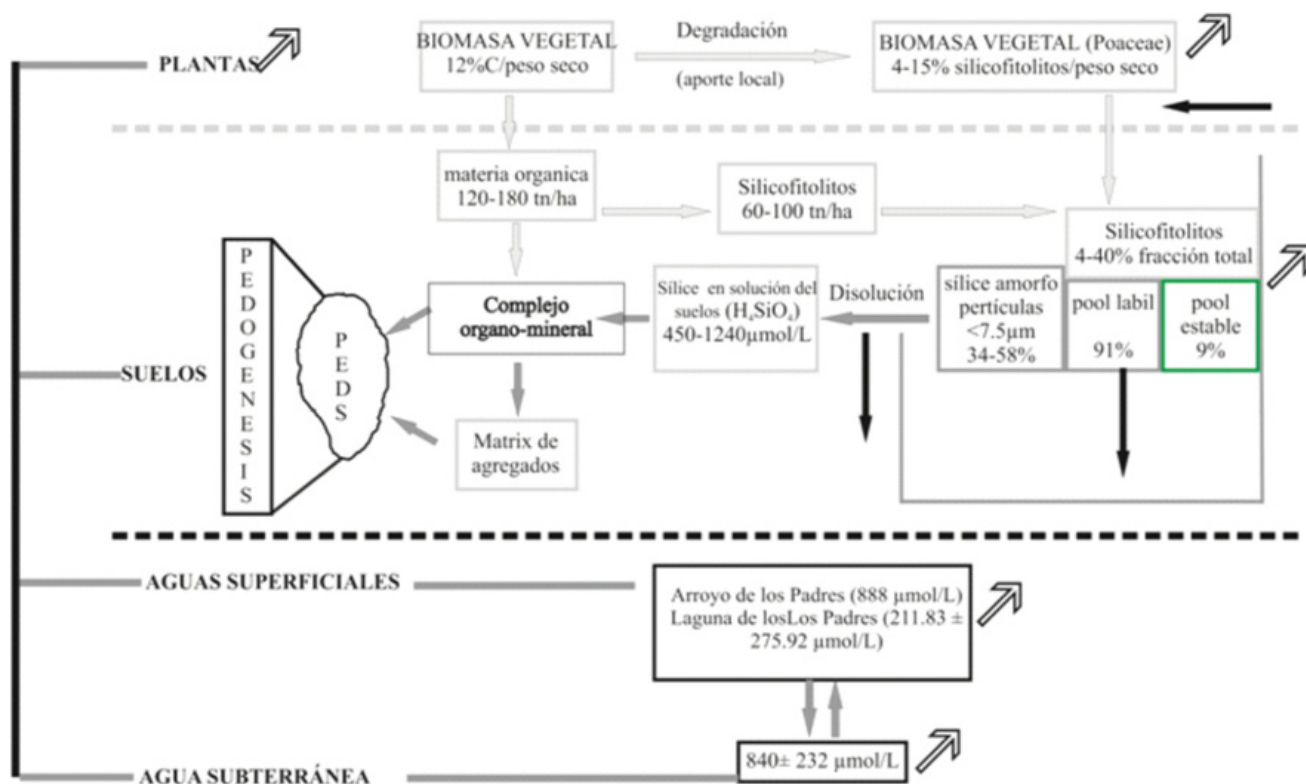 PLANTAS
BIOMASA VEGETAL
12%C/peso seco
Degradación
(aporte local)
BIOMASA VEGETAL (Poaceae)
4-15% silicofitolitos/peso seco
materia organica
120-180 tn/ha
Silicofitolitos
60-100 tn/ha
Silicofitolitos
4-40% fracción total
SUELOS
PEDOGENESIS
PEDS
Complejo
organo-mineral
Sílice en solución del
suelos (H₄SiO₄)
450-1240µmol/L
Disolución
sílice amorfo
pertículas
<7.5µm
34-58%
pool labil
91%
pool
estable
9%
Matrix de
agregados
AGUAS SUPERFICIALES
Arroyo de los Padres (888 µmol/L)
Laguna de losLos Padres (211.83 ±
275.92 µmol/L)
AGUA SUBTERRÁNEA
840± 232 µmol/L